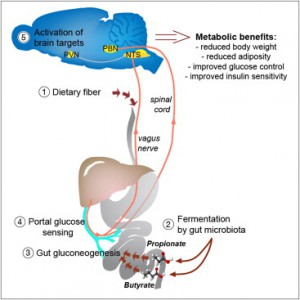 ⑤ Activation of
brain targets
PVN
PBN
NTS
Metabolic benefits:
- reduced body weight
- reduced adiposity
- improved glucose control
- improved insulin sensitivity
① Dietary fiber
spinal
cord
vagus
nerve
④ Portal glucose
sensing
② Fermentation
by gut microbiota
③ Gut gluconeogenesis
Propionate
Butyrate